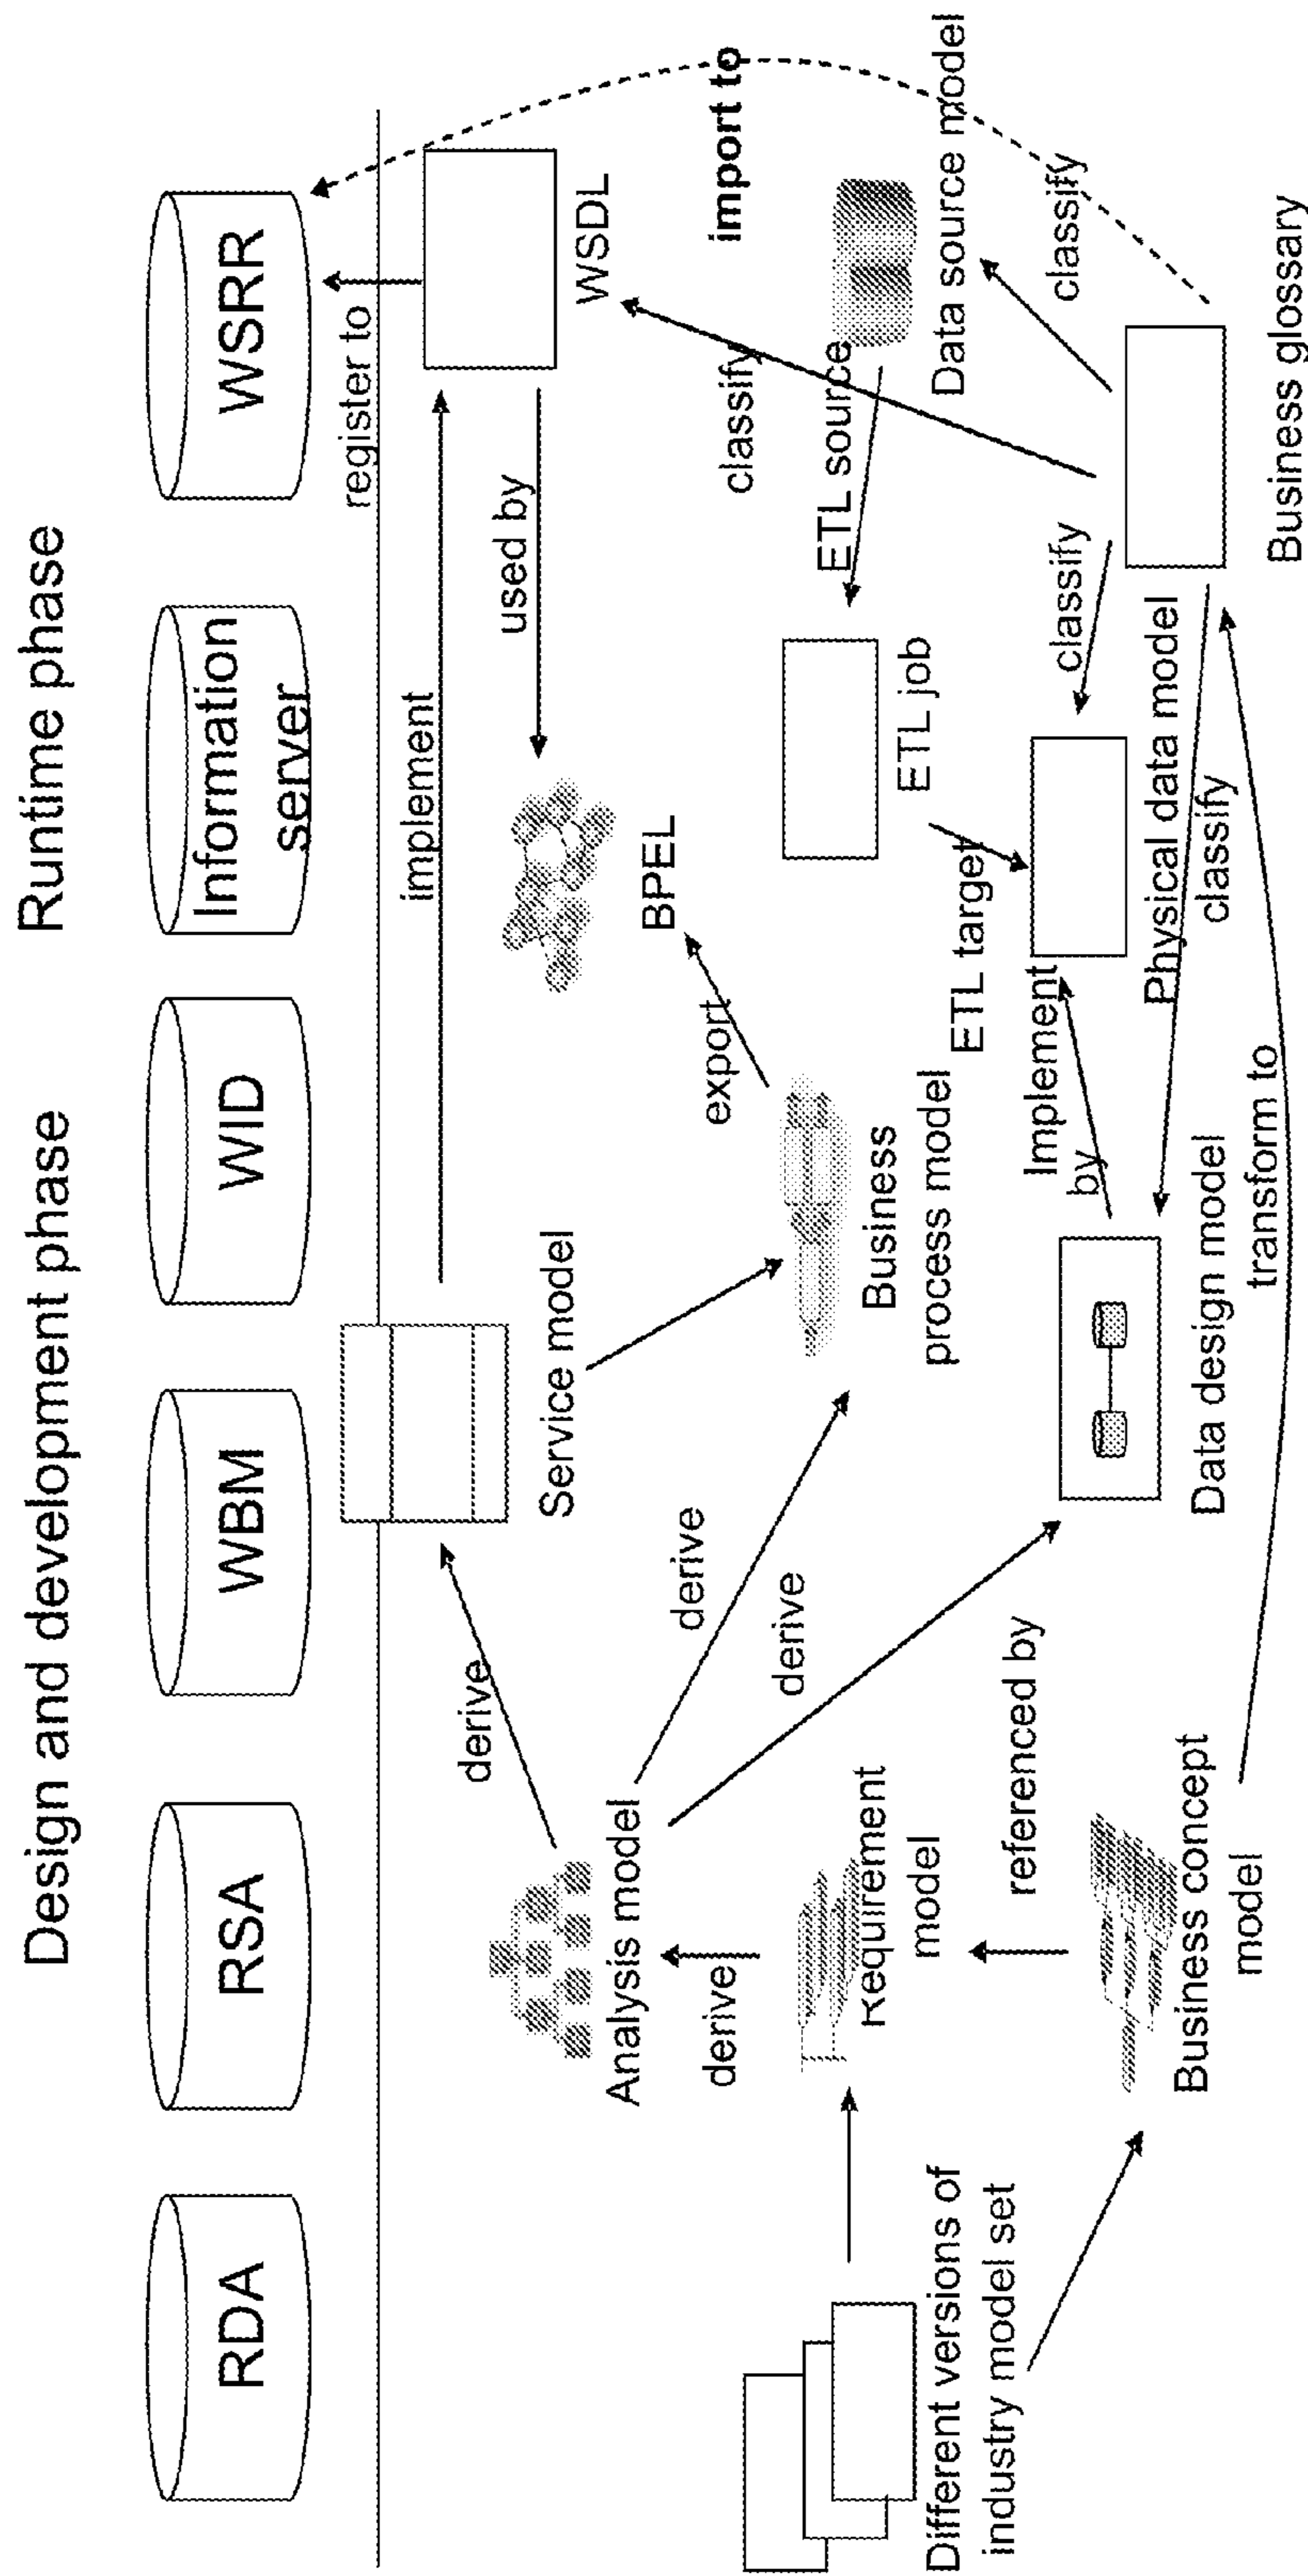 Design and development phase
Runtime phase
RDA
RSA
WBM
WID
Information
server
WSRR
register to
implement
derive
Service model
used by
WSDL
Analysis model
BPEL
export
derive
derive
derive
Business
process model
classify
import to
ETL source
ETL job
Data source model
Different versions of
industry model set
Requirement
model
referenced by
ETL target
Implement
by
classify
classify
Physical data model
classify
Data design model
transform to
Business concept
model
Business glossary